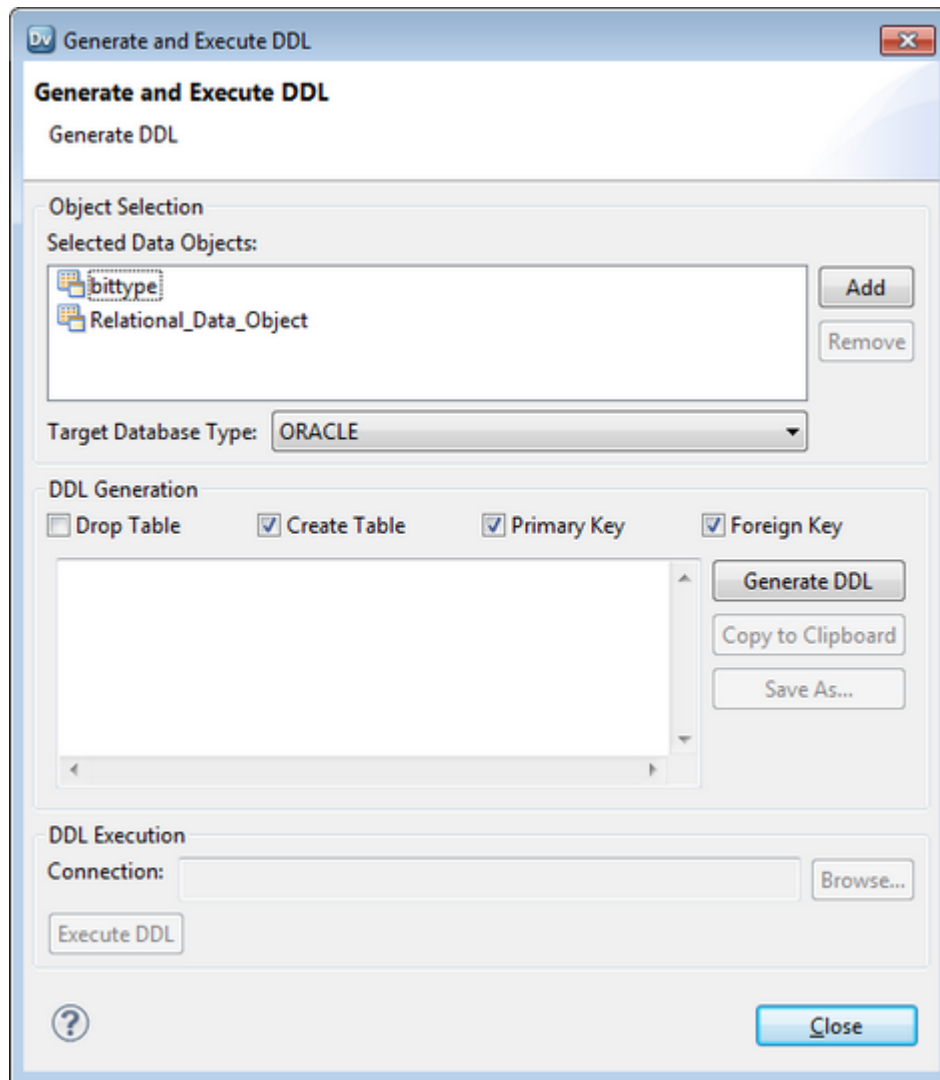 Dv Generate and Execute DDL
Generate and Execute DDL
Generate DDL
Object Selection
Selected Data Objects:
bittype
Add
Relational_Data_Object
Remove
Target Database Type: ORACLE
DDL Generation
Drop Table Create Table Primary Key Foreign Key
Generate DDL
Copy to Clipboard
Save As...
DDL Execution
Connection: Browse...
Execute DDL
? Close